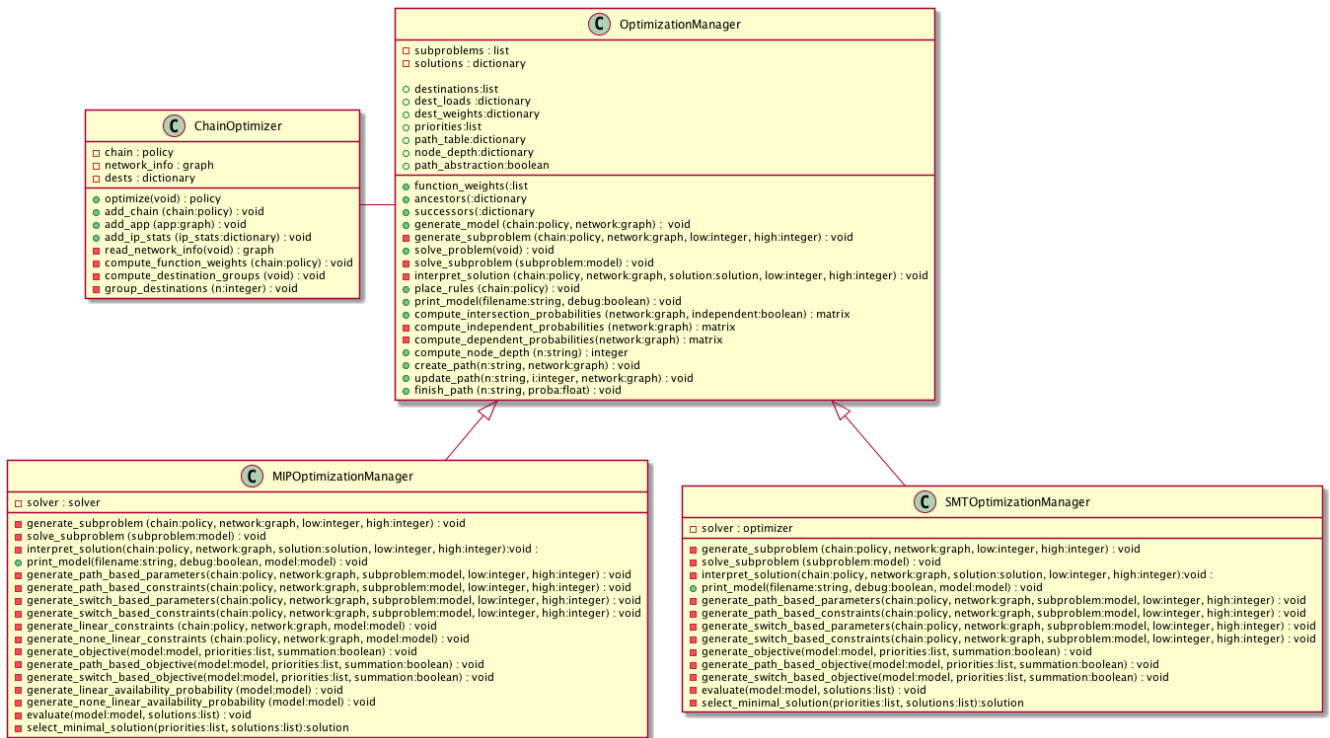 C OptimizationManager
subproblems : list
solutions : dictionary
destinations:list
dest_loads :dictionary
dest_weights:dictionary
priorities:list
path_table:dictionary
node_depth:dictionary
path_abstraction:boolean
function_weights(:list
ancestors(:dictionary
successors(:dictionary
generate_model (chain:policy, network:graph) : void
generate_subproblem (chain:policy, network:graph, low:integer, high:integer) : void
solve_problem(void) : void
solve_subproblem (subproblem:model) : void
interpret_solution (chain:policy, network:graph, solution:solution, low:integer, high:integer) : void
place_rules (chain:policy) : void
print_model(filename:string, debug:boolean) : void
compute_intersection_probabilities (network:graph, independent:boolean) : matrix
compute_independent_probabilities (network:graph) : matrix
compute_dependent_probabilities(network:graph) : matrix
compute_node_depth (n:string) : integer
create_path(n:string, network:graph) : void
update_path(n:string, i:integer, network:graph) : void
finish_path (n:string, proba:float) : void
C ChainOptimizer
chain : policy
network_info : graph
dests : dictionary
optimize(void) : policy
add_chain (chain:policy) : void
add_app (app:graph) : void
add_ip_stats (ip_stats:dictionary) : void
read_network_info(void) : graph
compute_function_weights (chain:policy) : void
compute_destination_groups (void) : void
group_destinations (n:integer) : void
C MIPOptimizationManager
solver : solver
generate_subproblem (chain:policy, network:graph, low:integer, high:integer) : void
solve_subproblem (subproblem:model) : void
interpret_solution(chain:policy, network:graph, solution:solution, low:integer, high:integer):void :
print_model(filename:string, debug:boolean, model:model) : void
generate_path_based_parameters(chain:policy, network:graph, subproblem:model, low:integer, high:integer) : void
generate_path_based_constraints(chain:policy, network:graph, subproblem:model, low:integer, high:integer) : void
generate_switch_based_parameters(chain:policy, network:graph, subproblem:model, low:integer, high:integer) : void
generate_switch_based_constraints(chain:policy, network:graph, subproblem:model, low:integer, high:integer) : void
generate_linear_constraints (chain:policy, network:graph, model:model) : void
generate_none_linear_constraints (chain:policy, network:graph, model:model) : void
generate_objective(model:model, priorities:list, summation:boolean) : void
generate_path_based_objective(model:model, priorities:list, summation:boolean) : void
generate_switch_based_objective(model:model, priorities:list, summation:boolean) : void
generate_linear_availability_probability (model:model) : void
generate_none_linear_availability_probability (model:model) : void
evaluate(model:model, solutions:list) : void
select_minimal_solution(priorities:list, solutions:list):solution
C SMTOptimizationManager
solver : optimizer
generate_subproblem (chain:policy, network:graph, low:integer, high:integer) : void
solve_subproblem (subproblem:model) : void
interpret_solution(chain:policy, network:graph, solution:solution, low:integer, high:integer):void :
print_model(filename:string, debug:boolean, model:model) : void
generate_path_based_parameters(chain:policy, network:graph, subproblem:model, low:integer, high:integer) : void
generate_path_based_constraints(chain:policy, network:graph, subproblem:model, low:integer, high:integer) : void
generate_switch_based_parameters(chain:policy, network:graph, subproblem:model, low:integer, high:integer) : void
generate_switch_based_constraints(chain:policy, network:graph, subproblem:model, low:integer, high:integer) : void
generate_objective(model:model, priorities:list, summation:boolean) : void
generate_path_based_objective(model:model, priorities:list, summation:boolean) : void
generate_switch_based_objective(model:model, priorities:list, summation:boolean) : void
evaluate(model:model, solutions:list) : void
select_minimal_solution(priorities:list, solutions:list):solution